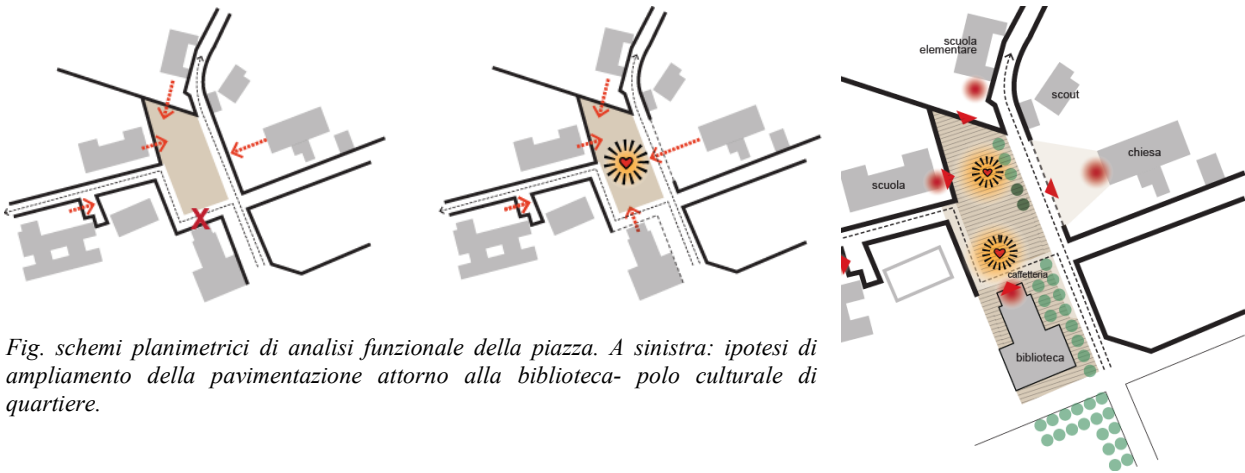 X
scuola
elementare
scout
chiesa
scuola
caffetteria
biblioteca
Fig. schemi planimetrici di analisi funzionale della piazza. A sinistra: ipotesi di
ampliamento della pavimentazione attorno alla biblioteca- polo culturale di
quartiere.